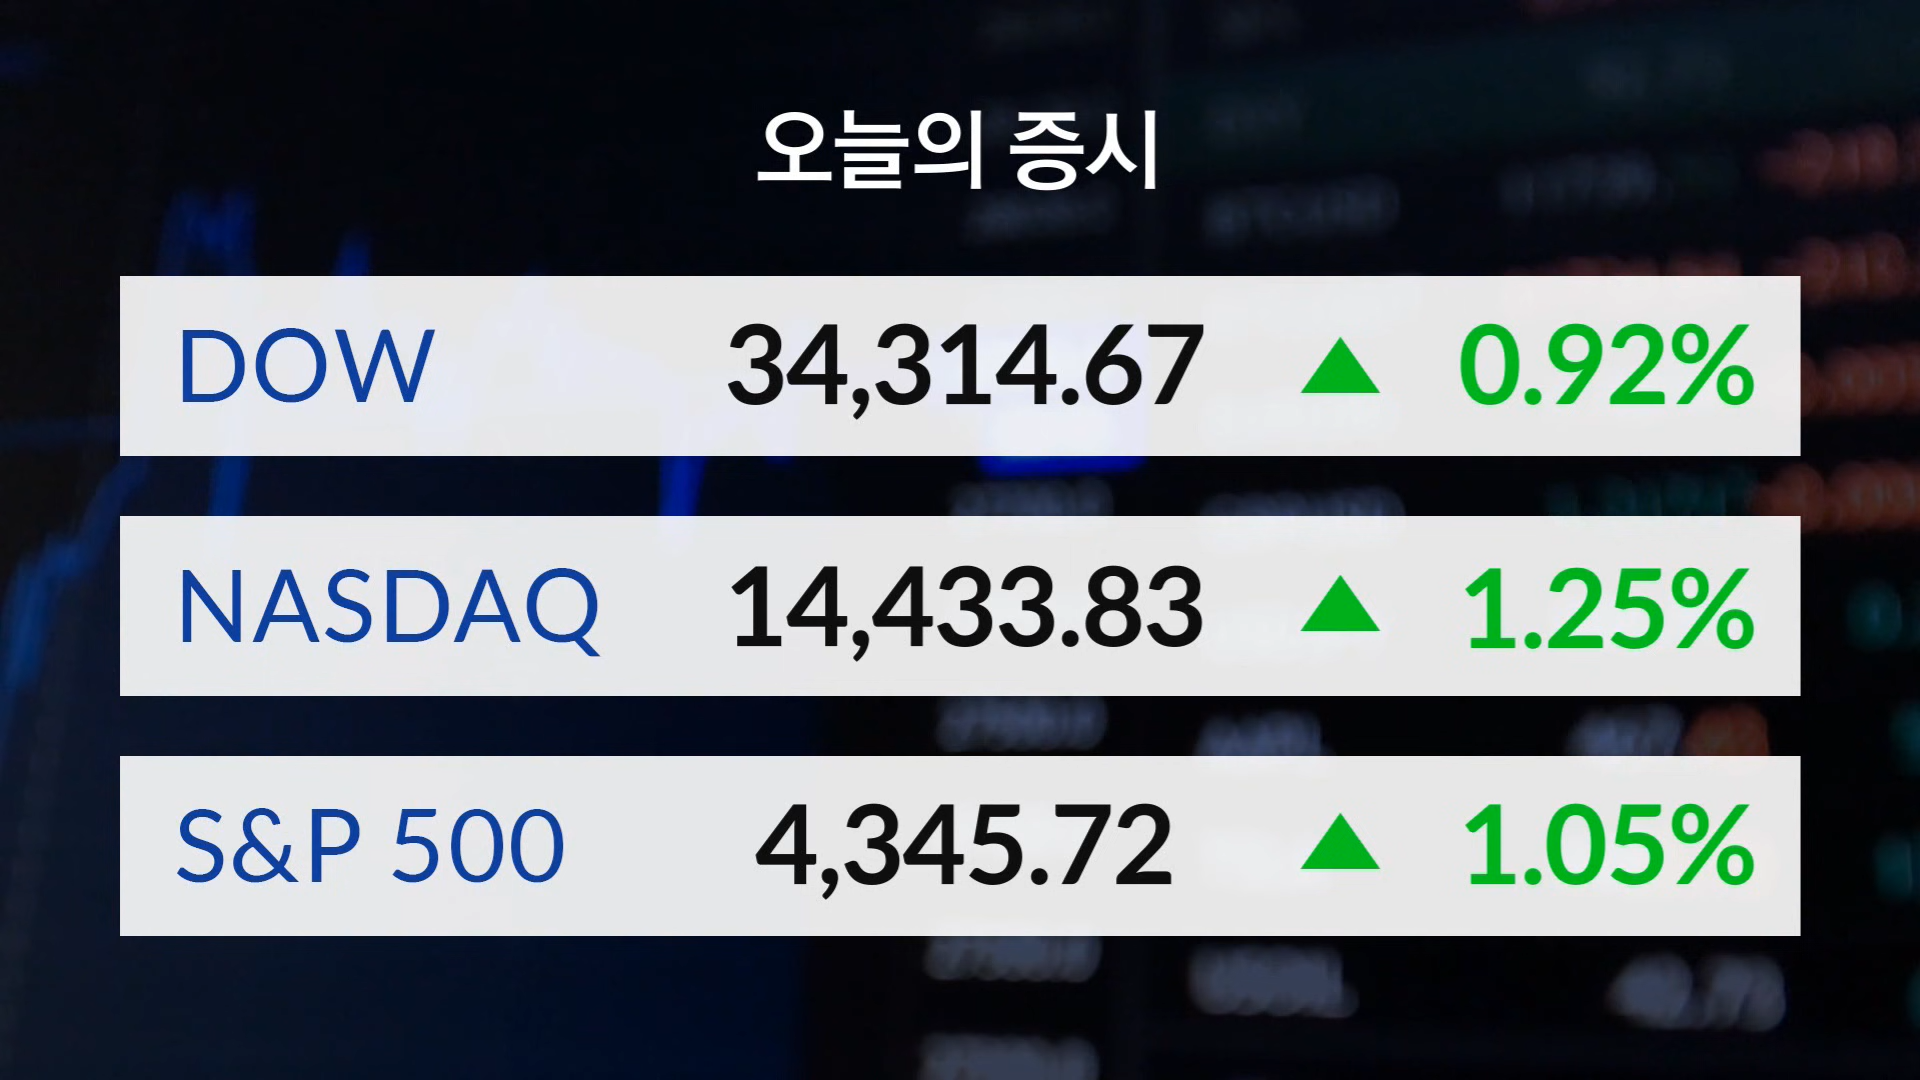 오늘의 증시
DOW 34,314.67 ▲ 0.92%
NASDAQ 14,433.83 ▲ 1.25%
S&P 500 4,345.72 ▲ 1.05%